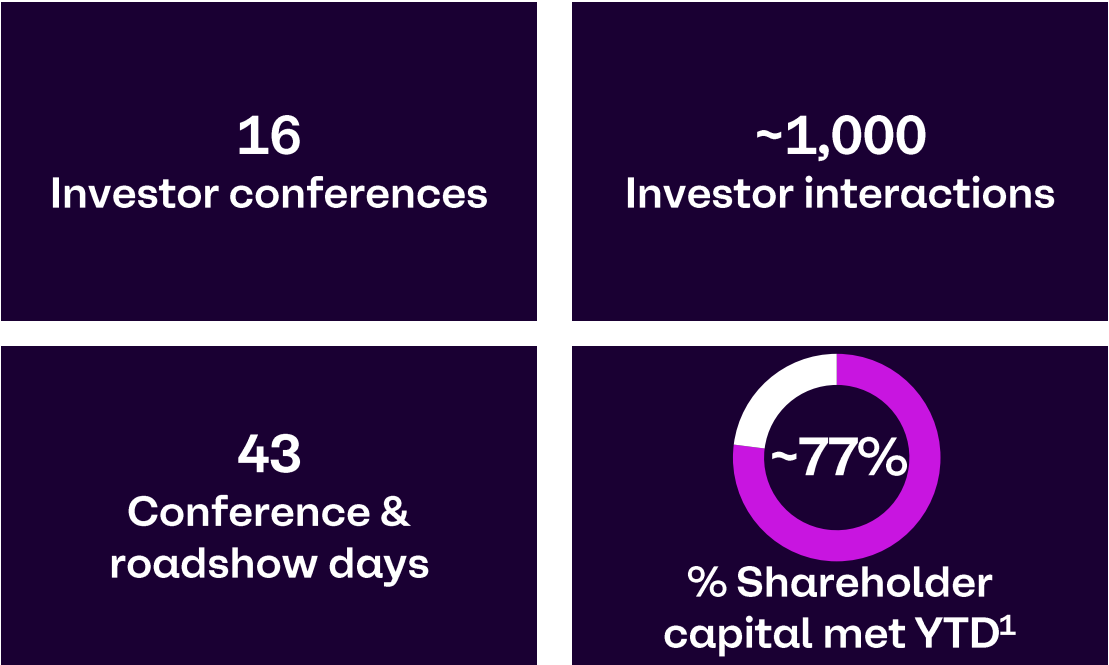 16
Investor conferences
~1,000
Investor interactions
43
Conference &
roadshow days
~77%
% Shareholder
capital met YTD¹